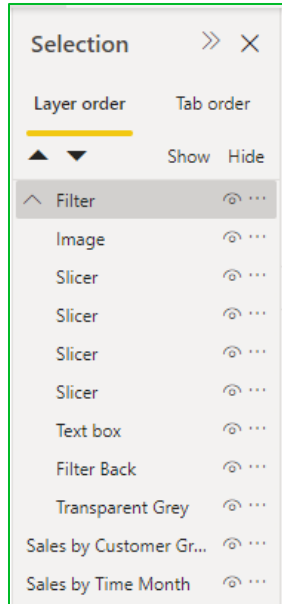 Selection
Layer order Tab order
Show Hide
Filter
Image
Slicer
Slicer
Slicer
Slicer
Text box
Filter Back
Transparent Grey
Sales by Customer Gr...
Sales by Time Month